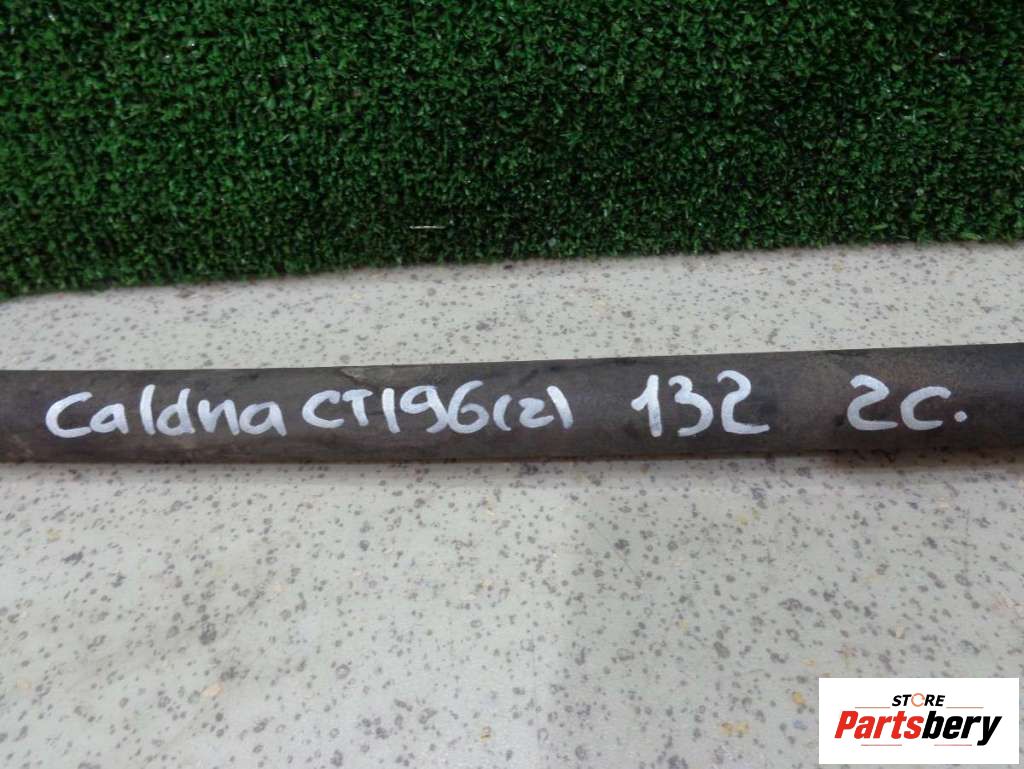 Caldna CT196(2) 132 2C.
STORE
Partsbery